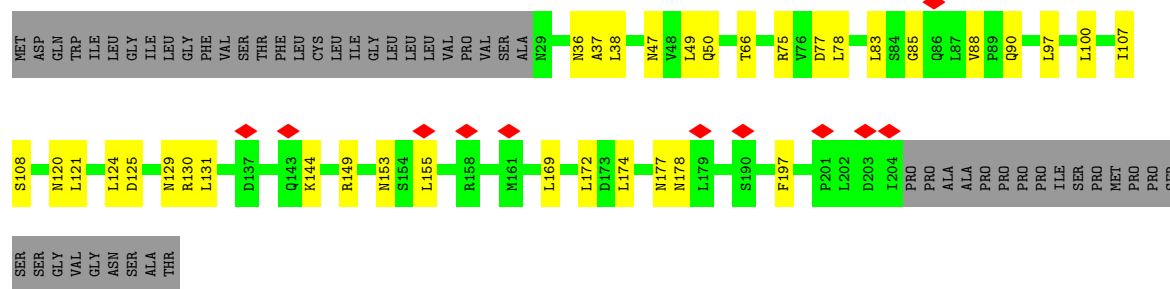 MET ASP GLN TRP ILE LEU GLY ILE LEU GLY PHE VAL SER THR PHE LEU CYS LEU ILE GLY LEU LEU LEU VAL PRO VAL SER ALA N29 N36 A37 L38 N47 V48 L49 Q50 T66 R75 V76 D77 L78 L83 S84 G85 Q86 L87 V88 P89 Q90 L97 L100 I107
S108 N120 L121 L124 D125 N129 R130 L131 D137 Q143 K144 R149 N153 S154 L155 R158 M161 L169 L172 D173 L174 N177 N178 L179 S190 F197 P201 L202 D203 I204 PRO PRO ALA ALA PRO PRO PRO PRO PRO ILE SER PRO MET PRO PRO SER
SER SER GLY VAL GLY ASN SER ALA THR